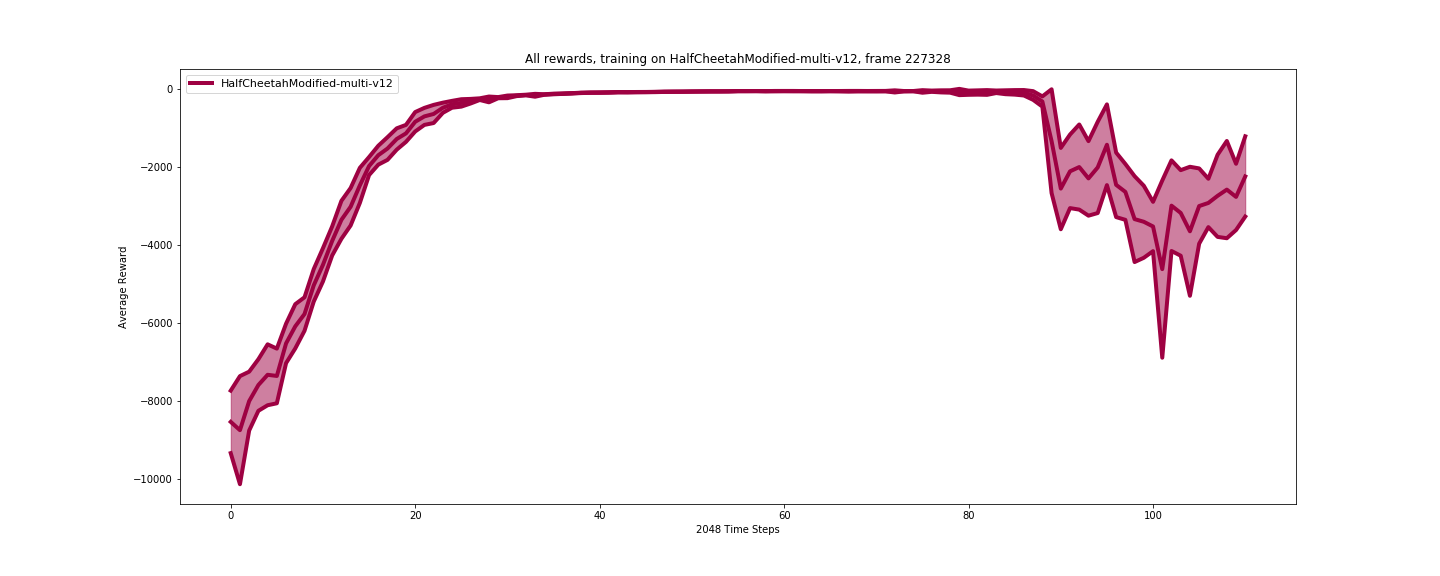 All rewards, training on HalfCheetahModified-multi-v12, frame 227328
HalfCheetahModified-multi-v12
Average Reward
0
−2000
−4000
−6000
−8000
−10000
0 20 40 60 80 100
2048 Time Steps